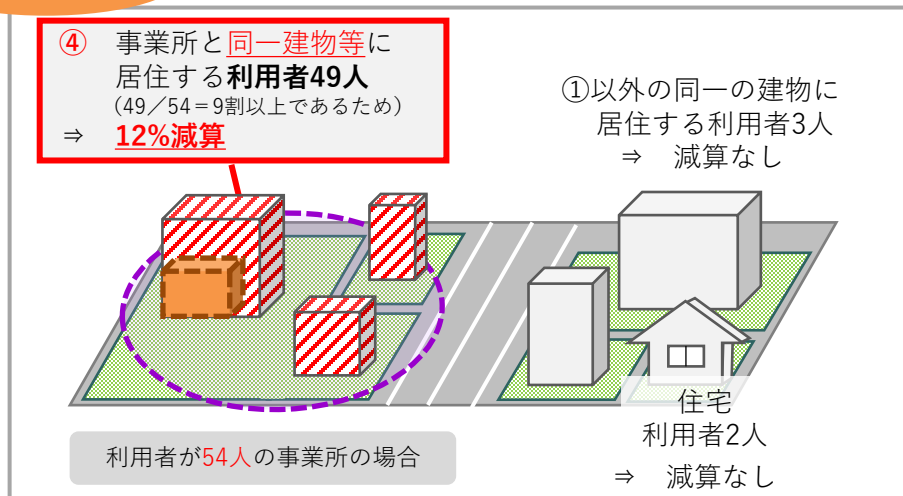 ④ 事業所と同一建物等に
居住する利用者49人
（49／54＝9割以上であるため）
⇒ 12%減算
①以外の同一の建物に
居住する利用者3人
⇒ 減算なし
住宅
利用者2人
⇒ 減算なし
利用者が54人の事業所の場合